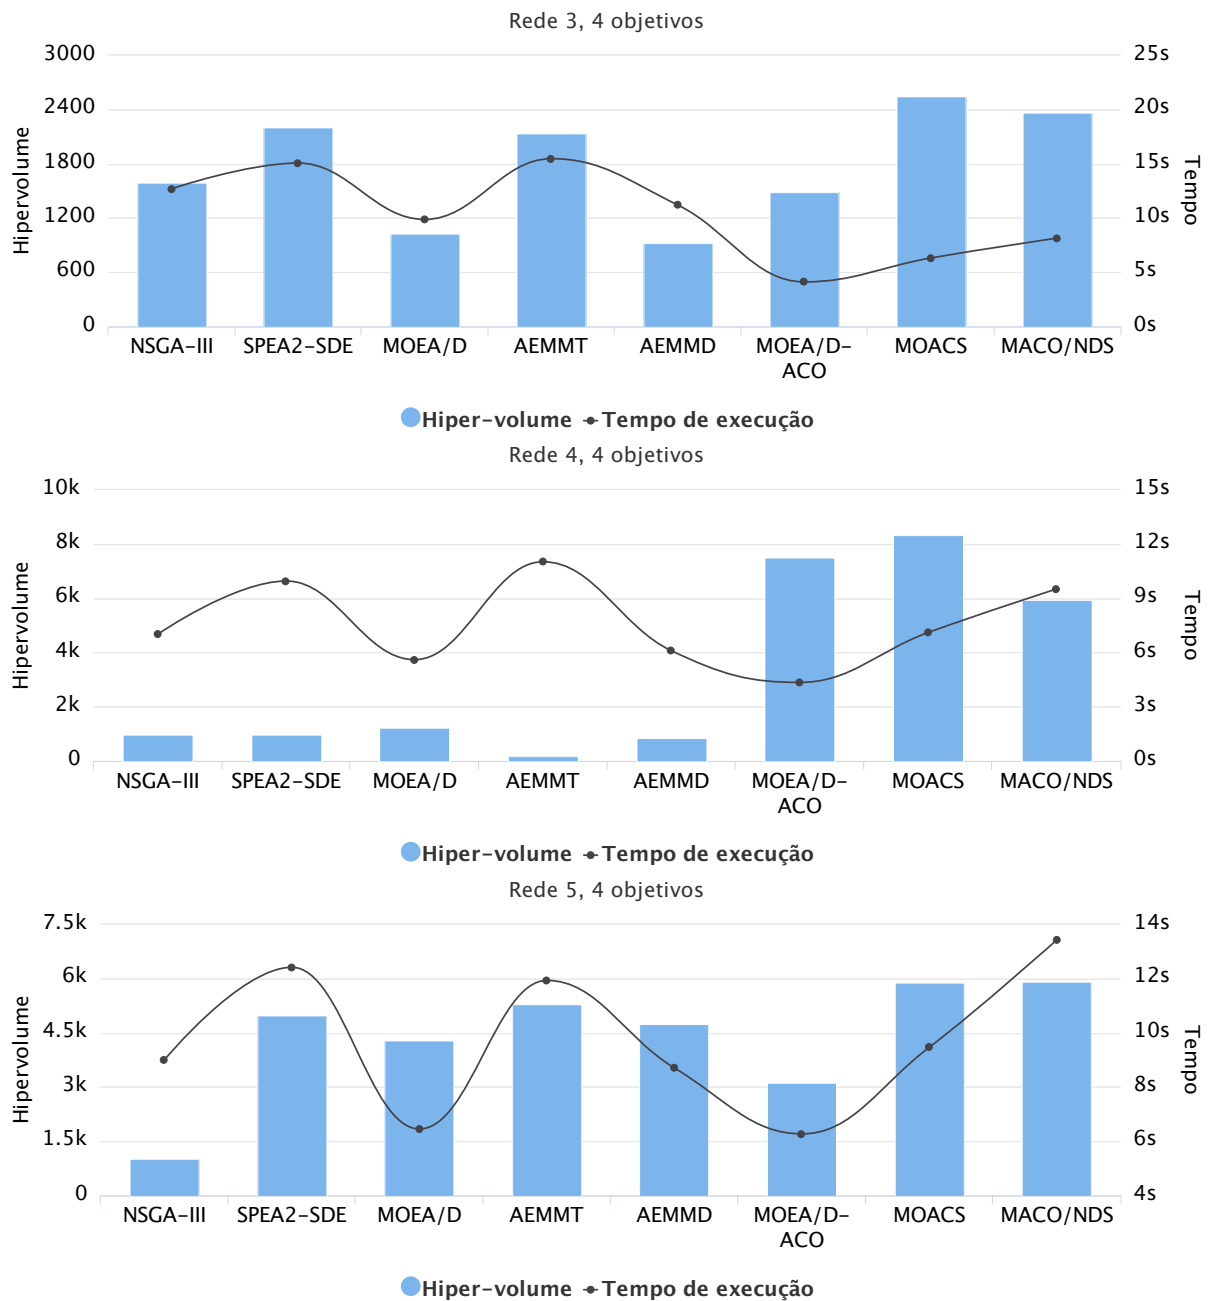 Rede 3, 4 objetivos
3000
2400
1800
1200
600
0
Hipervolume
25s
20s
15s
10s
5s
0s
Tempo
NSGA-III SPEA2-SDE MOEA/D AEMMT AEMMD MOEA/D-ACO MOACS MACO/NDS
Hiper-volume Tempo de execução
Rede 4, 4 objetivos
10k
8k
6k
4k
2k
0
Hipervolume
15s
12s
9s
6s
3s
0s
Tempo
NSGA-III SPEA2-SDE MOEA/D AEMMT AEMMD MOEA/D-ACO MOACS MACO/NDS
Hiper-volume Tempo de execução
Rede 5, 4 objetivos
7.5k
6k
4.5k
3k
1.5k
0
Hipervolume
14s
12s
10s
8s
6s
4s
Tempo
NSGA-III SPEA2-SDE MOEA/D AEMMT AEMMD MOEA/D-ACO MOACS MACO/NDS
Hiper-volume Tempo de execução